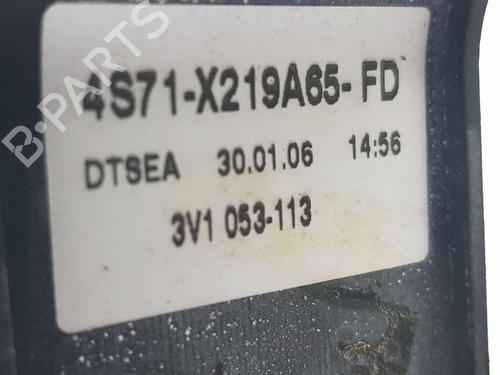 B-PARTS
4S71-X219A65- FD
DTSEA 30.01.06 14:56
3V1 053-113